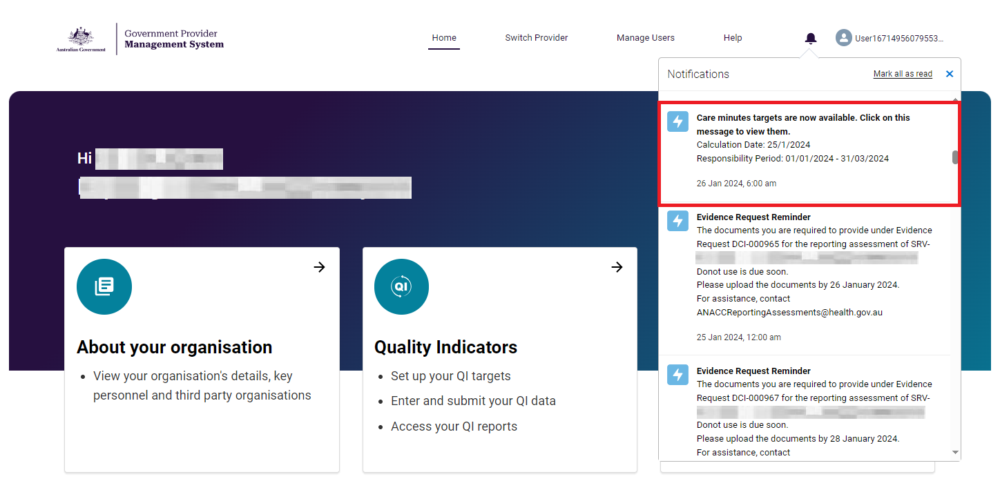 Australian Government
Government Provider
Management System
Home
Switch Provider
Manage Users
Help
User16714956079553...
Notifications
Mark all as read
Care minutes targets are now available. Click on this
message to view them.
Calculation Date: 25/1/2024
Responsibility Period: 01/01/2024 - 31/03/2024
26 Jan 2024, 6:00 am
Evidence Request Reminder
The documents you are required to provide under Evidence
Request DCI-000965 for the reporting assessment of SRV-
Donot use is due soon.
Please upload the documents by 26 January 2024.
For assistance, contact
ANACCReportingAssessments@health.gov.au
25 Jan 2024, 12:00 am
Evidence Request Reminder
The documents you are required to provide under Evidence
Request DCI-000967 for the reporting assessment of SRV-
Donot use is due soon.
Please upload the documents by 28 January 2024.
For assistance, contact
Hi
About your organisation
View your organisation's details, key
personnel and third party organisations
QI
Quality Indicators
Set up your QI targets
Enter and submit your QI data
Access your QI reports